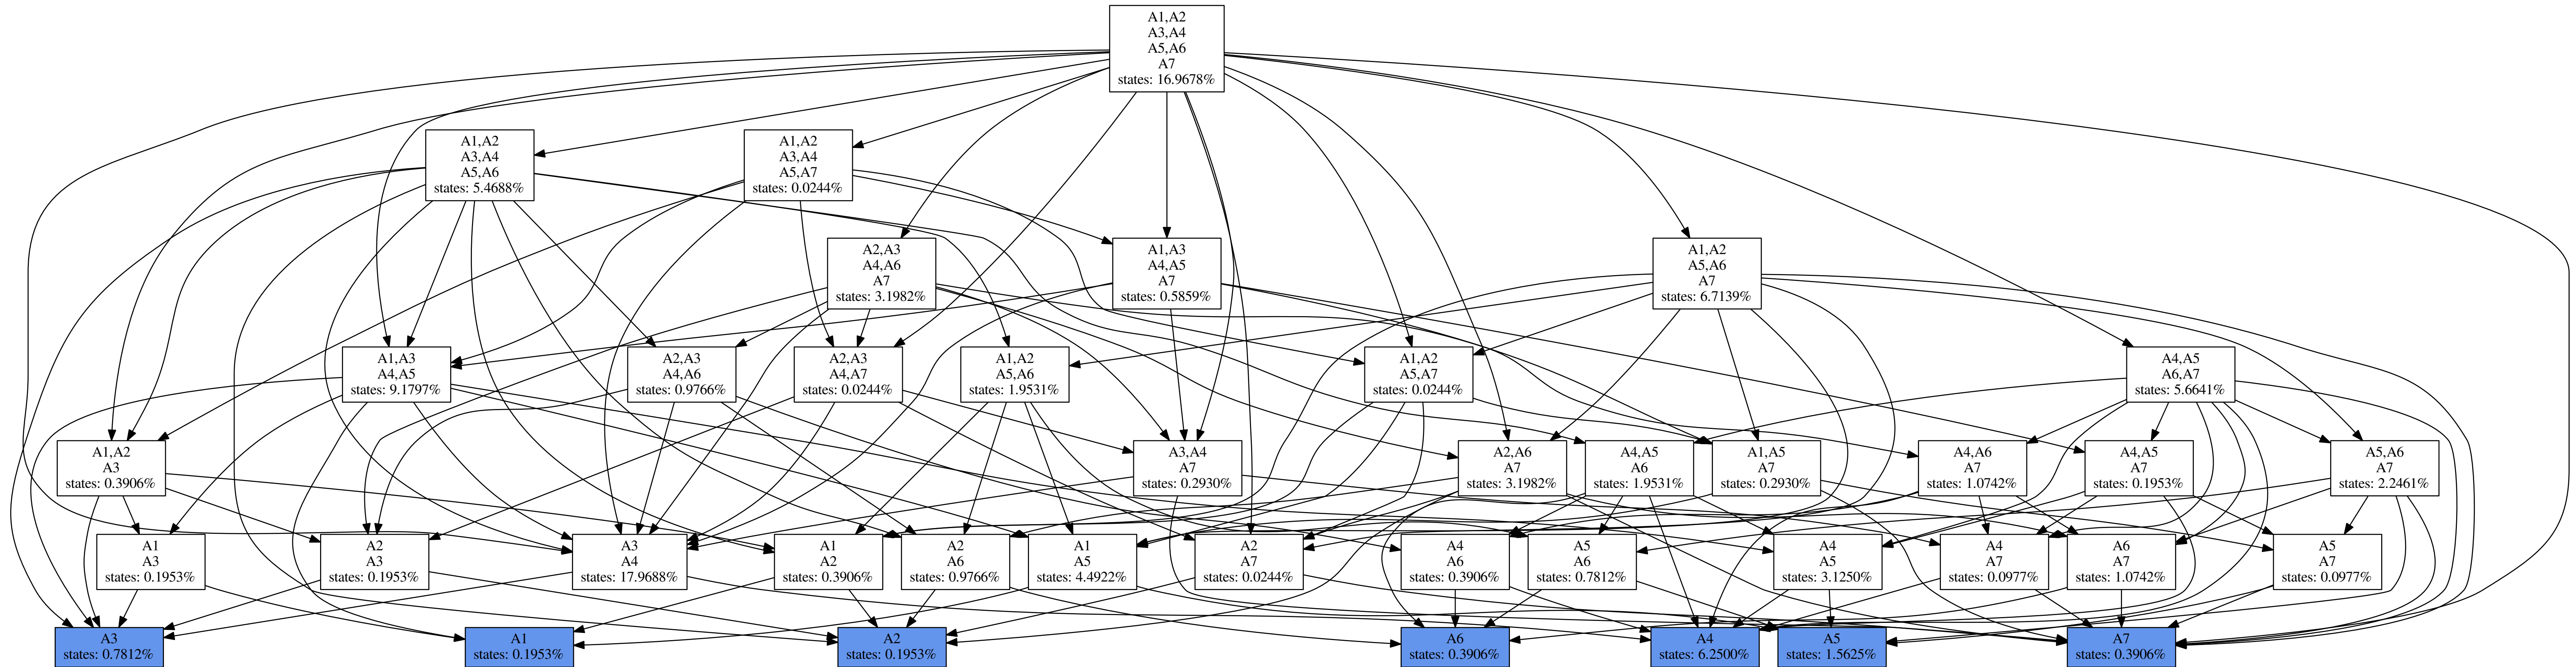 A1,A2
A3,A4
A5,A6
A7
states: 16.9678%
A1,A2
A3,A4
A5,A6
states: 5.4688%
A1,A2
A3,A4
A5,A7
states: 0.0244%
A2,A3
A4,A6
A7
states: 3.1982%
A1,A3
A4,A5
A7
states: 0.5859%
A1,A2
A5,A6
A7
states: 6.7139%
A1,A3
A4,A5
states: 9.1797%
A2,A3
A4,A6
states: 0.9766%
A2,A3
A4,A7
states: 0.0244%
A1,A2
A5,A6
states: 1.9531%
A1,A2
A5,A7
states: 0.0244%
A4,A5
A6,A7
states: 5.6641%
A1,A2
A3
states: 0.3906%
A3,A4
A7
states: 0.2930%
A2,A6
A7
states: 3.1982%
A4,A5
A6
states: 1.9531%
A1,A5
A7
states: 0.2930%
A4,A6
A7
states: 1.0742%
A4,A5
A7
states: 0.1953%
A5,A6
A7
states: 2.2461%
A1
A3
states: 0.1953%
A2
A3
states: 0.1953%
A3
A4
states: 17.9688%
A1
A2
states: 0.3906%
A2
A6
states: 0.9766%
A1
A5
states: 4.4922%
A2
A7
states: 0.0244%
A4
A6
states: 0.3906%
A5
A6
states: 0.7812%
A4
A5
states: 3.1250%
A4
A7
states: 0.0977%
A6
A7
states: 1.0742%
A5
A7
states: 0.0977%
A3
states: 0.7812%
A1
states: 0.1953%
A2
states: 0.1953%
A6
states: 0.3906%
A4
states: 6.2500%
A5
states: 1.5625%
A7
states: 0.3906%